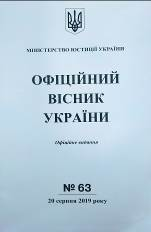 МІНІСТЕРСТВО ЮСТИЦІЇ УКРАЇНИ
ОФІЦІЙНИЙ
ВІСНИК
УКРАЇНИ
Офіційне видання
№ 63
20 серпня 2019 року